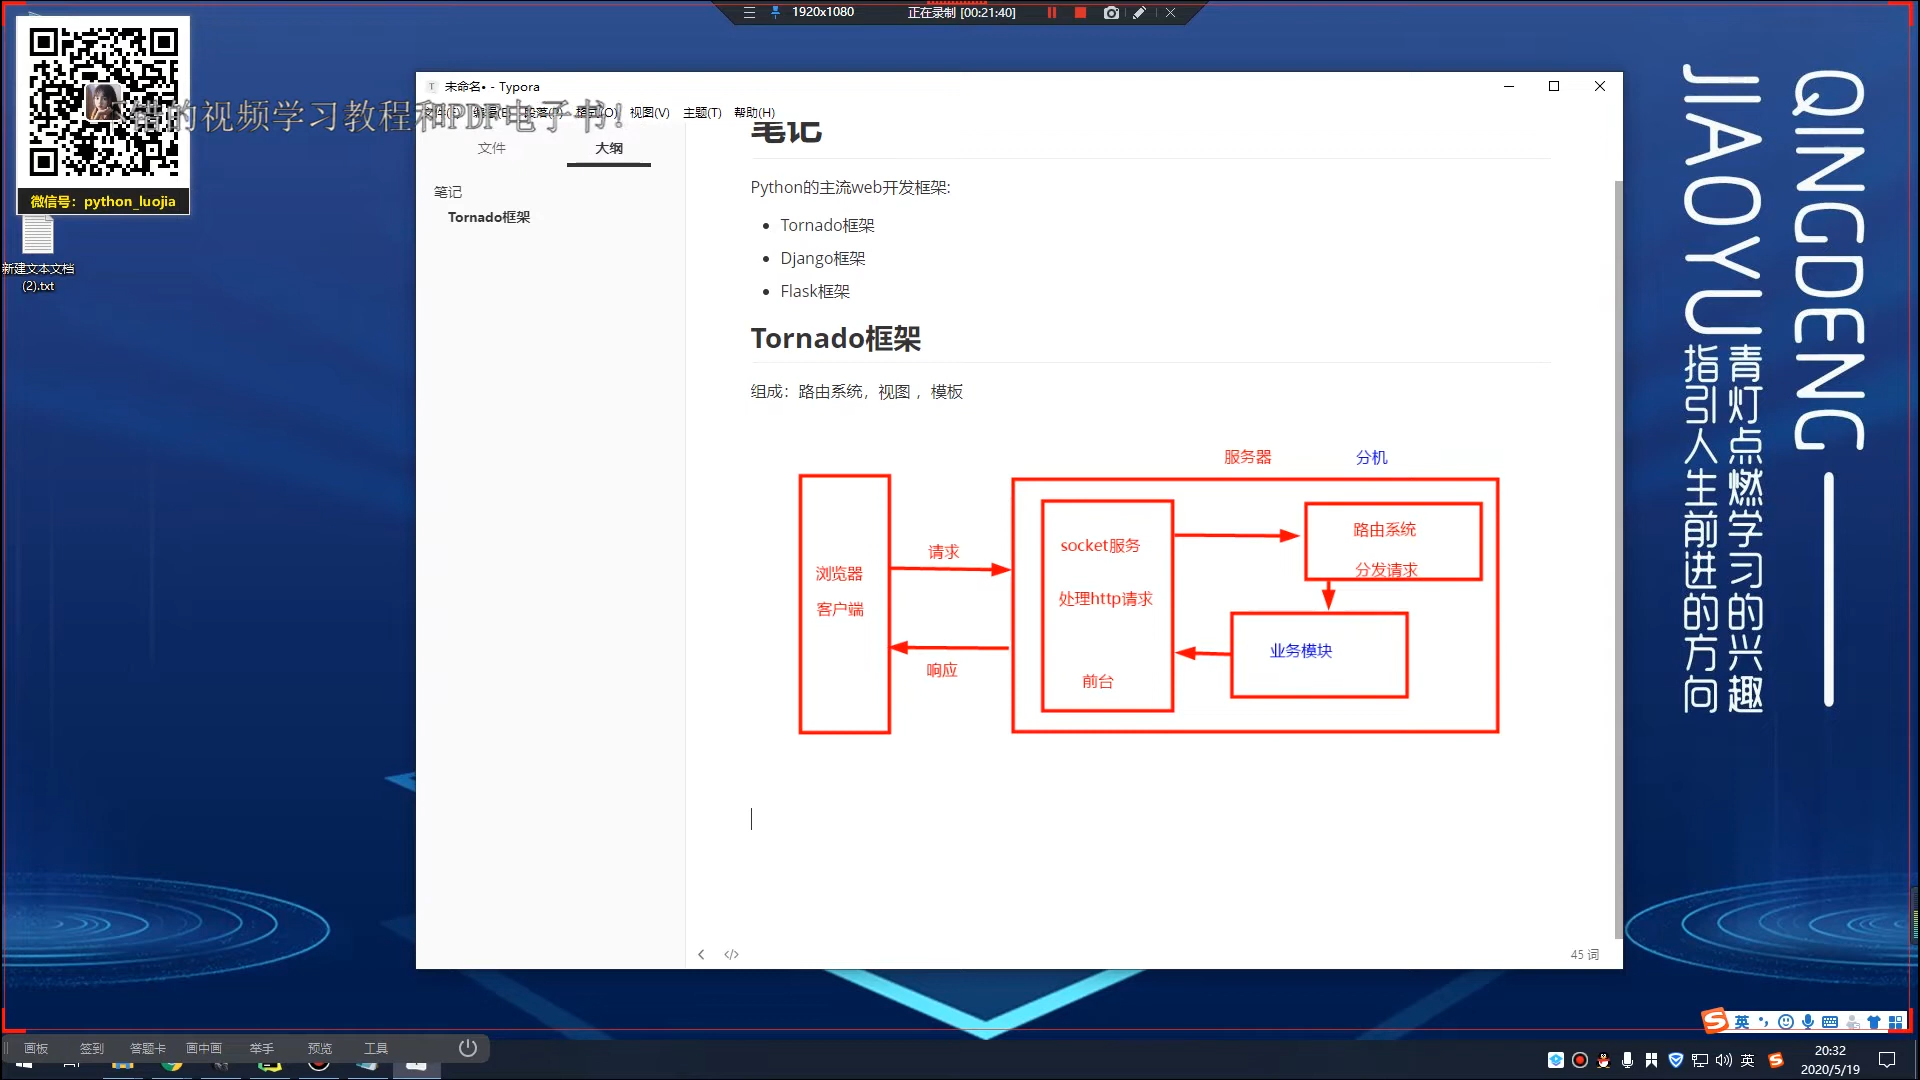 1920x1080
正在录制 [00:21:40]
未命名• - Typora
错的视频学习教程和PDF电子书!
视图(V) 主题(T) 帮助(H)
文件
大纲
笔记
Tornado框架
笔记
Python的主流web开发框架:
Tornado框架
Django框架
Flask框架
Tornado框架
组成：路由系统，视图 ，模板
服务器
分机
浏览器
客户端
请求
响应
socket服务
处理http请求
前台
路由系统
分发请求
业务模块
45 词
微信号：python_luojia
新建文本文档
(2).txt
QINGDENG
JIAOYU
青灯点燃学习的兴趣
指引人生前进的方向
英
画板 签到 答题卡 画中画 举手 预览 工具
英
20:32
2020/5/19